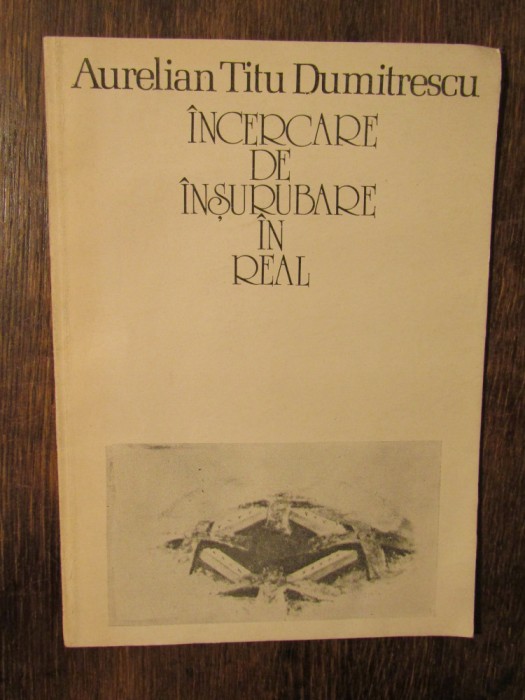 Aurelian Titu Dumitrescu
ÎNCERCARE
DE
ÎNȘURUBARE
ÎN
REAL